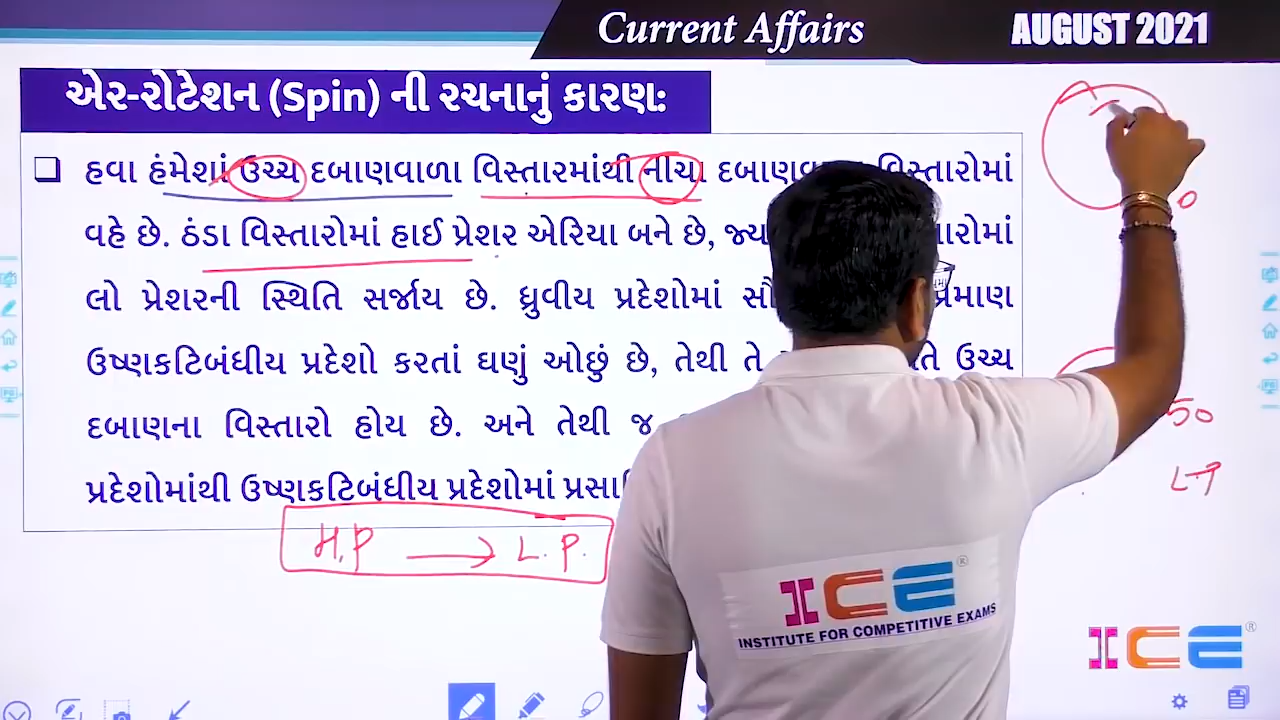 Current Affairs
AUGUST 2021
એર-રોટેશન (Spin) ની રચનાનું કારણ:
❑ હવા હંમેશાં ઉચ્ચ દબાણવાળા વિસ્તારમાંથી નીચા વિસ્તારોમાં
વહે છે. ઠંડા વિસ્તારોમાં હાઈ પ્રેશર એરિયા બને છે,
લો પ્રેશરની સ્થિતિ સર્જાય છે. ધ્રુવીય પ્રદેશોમાં પ્રમાણ
ઉષ્ણકટિબંધીય પ્રદેશો કરતાં ઘણું ઓછું છે, તેથી તે ઉચ્ચ
દબાણના વિસ્તારો હોય છે. અને તેથી જ
પ્રદેશોમાંથી ઉષ્ણકટિબંધીય પ્રદેશોમાં
H.P → L.P.
50
LP
ICE®
INSTITUTE FOR COMPETITIVE EXAMS
ICE®